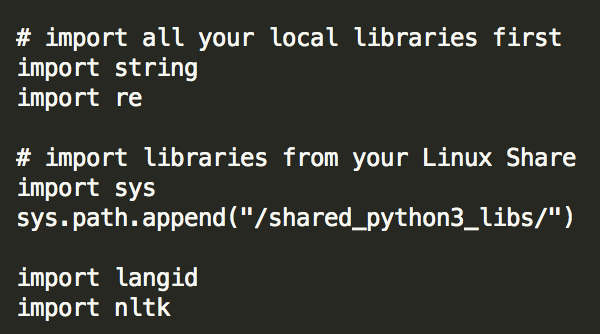 # import all your local libraries first
import string
import re
# import libraries from your Linux Share
import sys
sys.path.append("/shared_python3_libs/")
import langid
import nltk